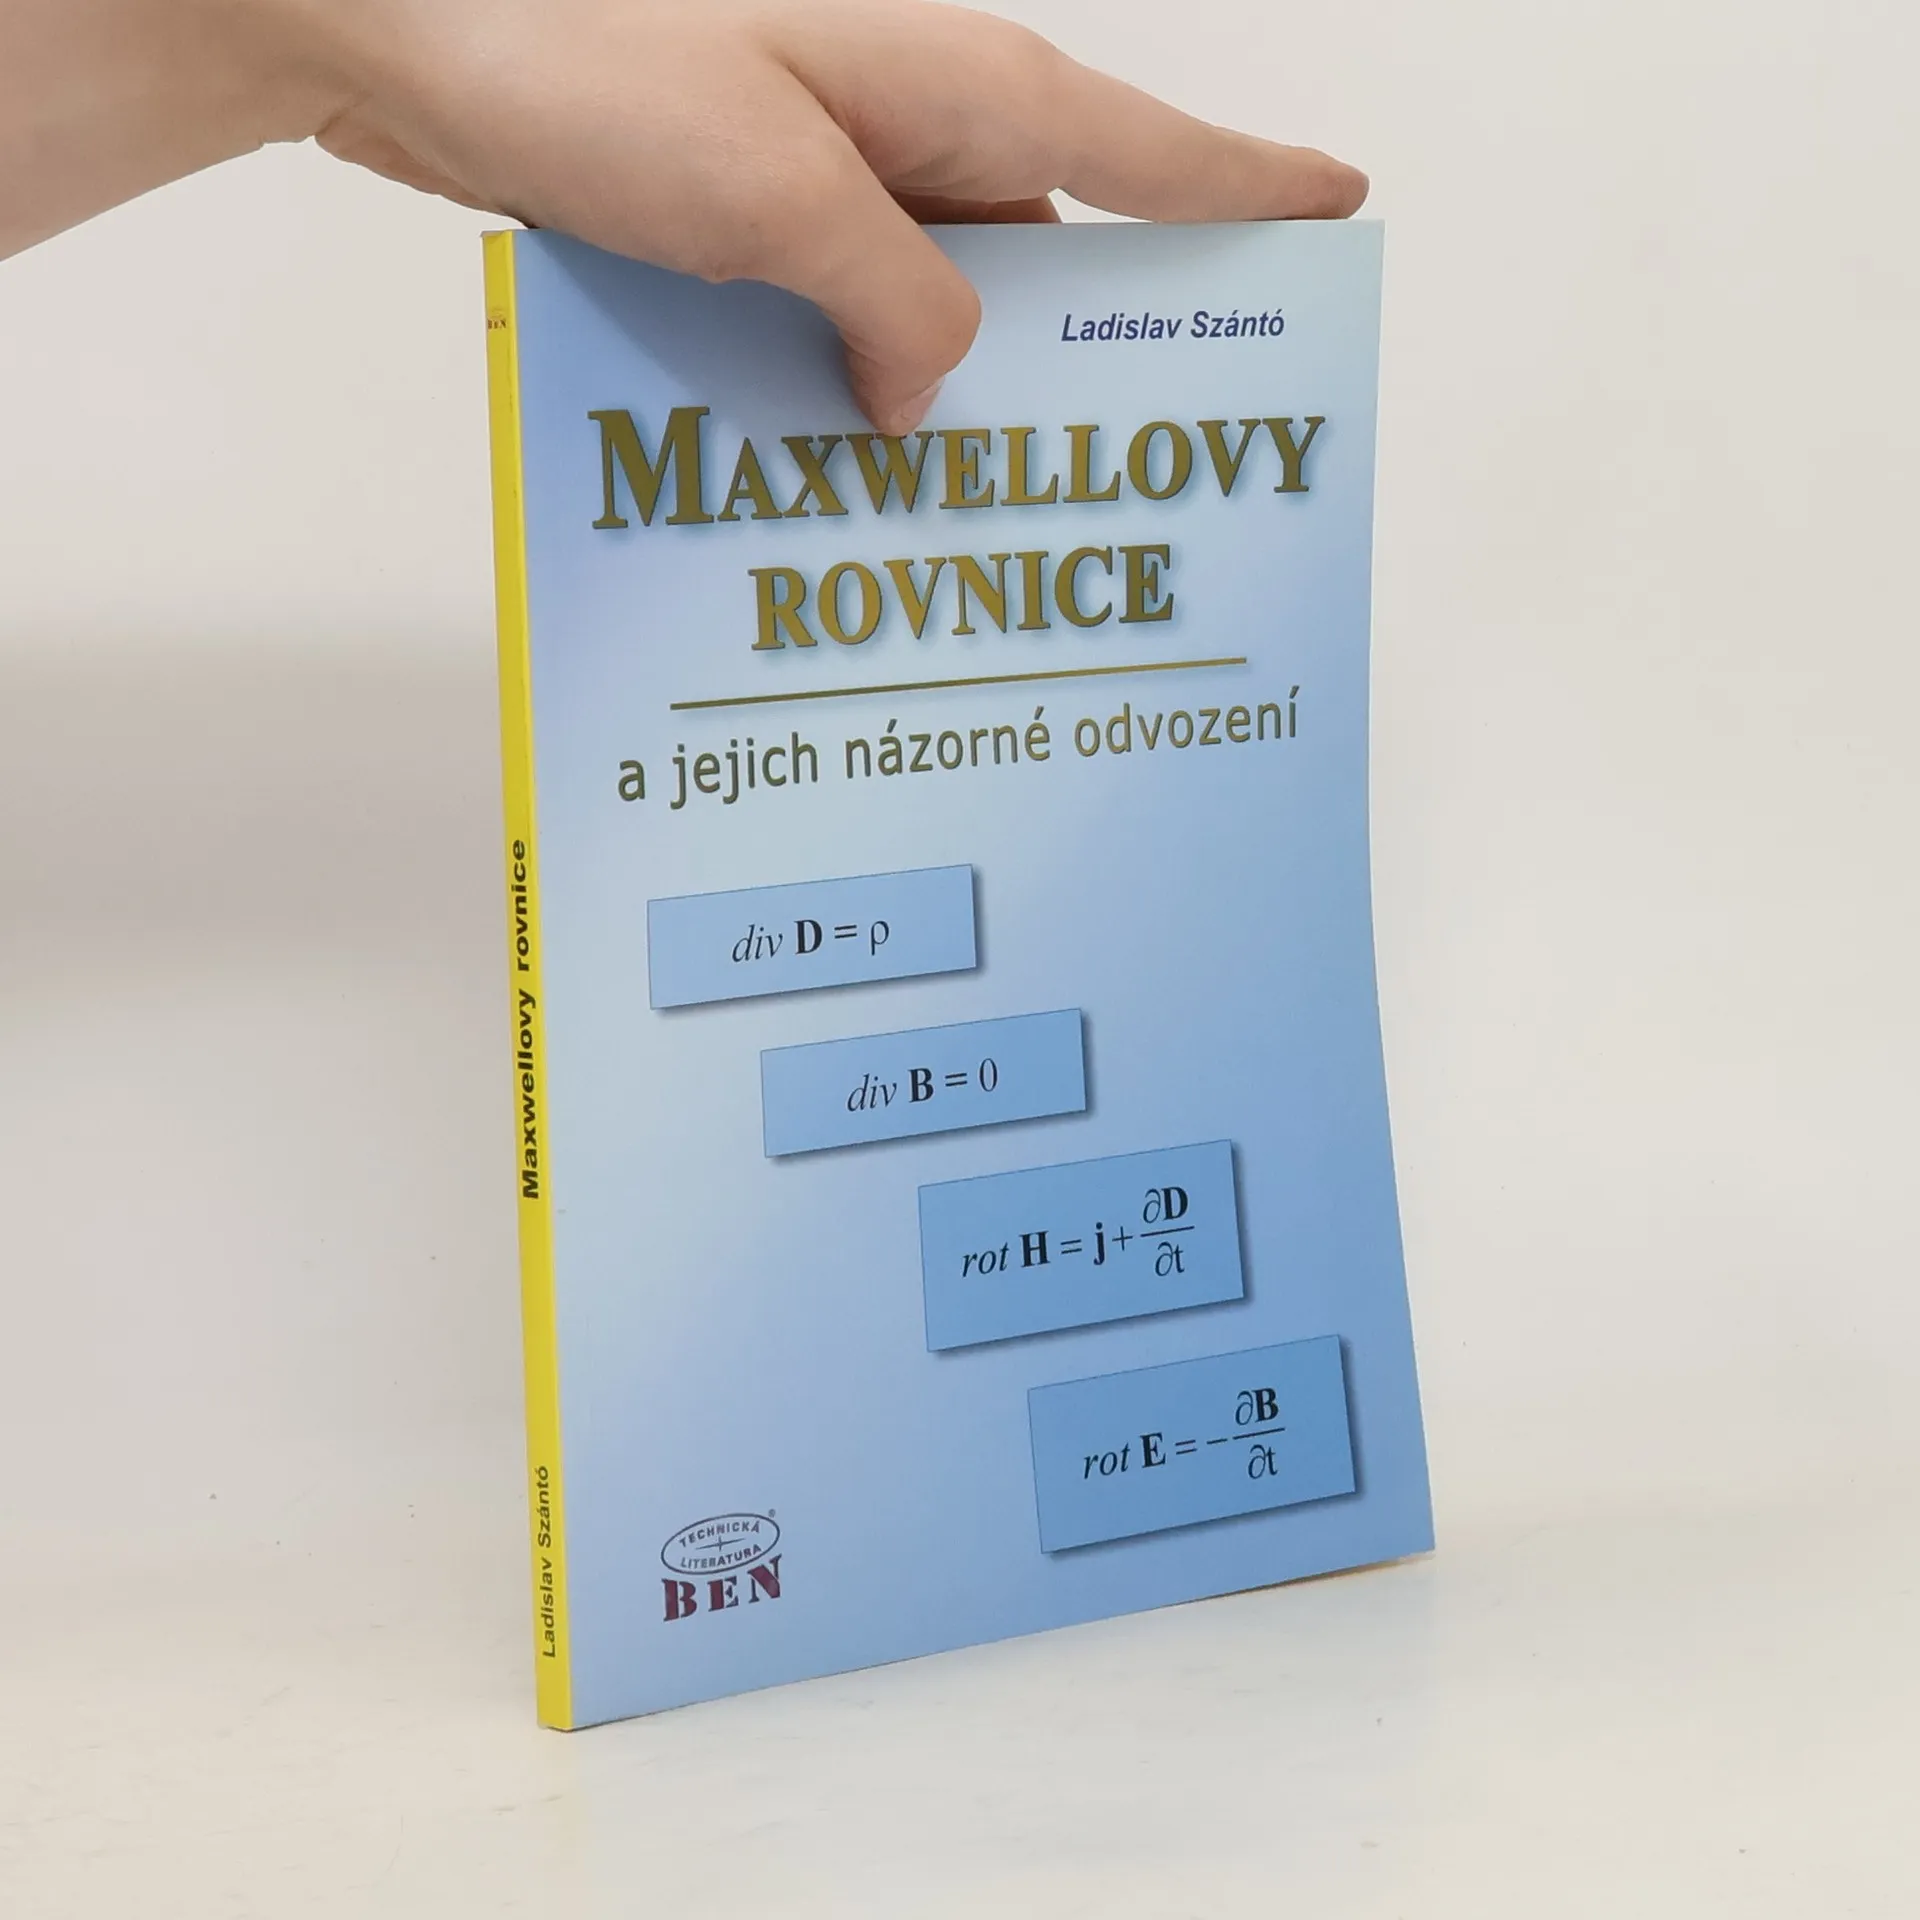 Ladislav Szántó
MAXWELLOVY
ROVNICE
a jejich názorné odvození
div D = ρ
div B = 0
rot H = j + ∂D/∂t
rot E = − ∂B/∂t
TECHNICKÁ
LITERATURA
®
BEN
BEN
Maxwellovy rovnice
Ladislav Szántó